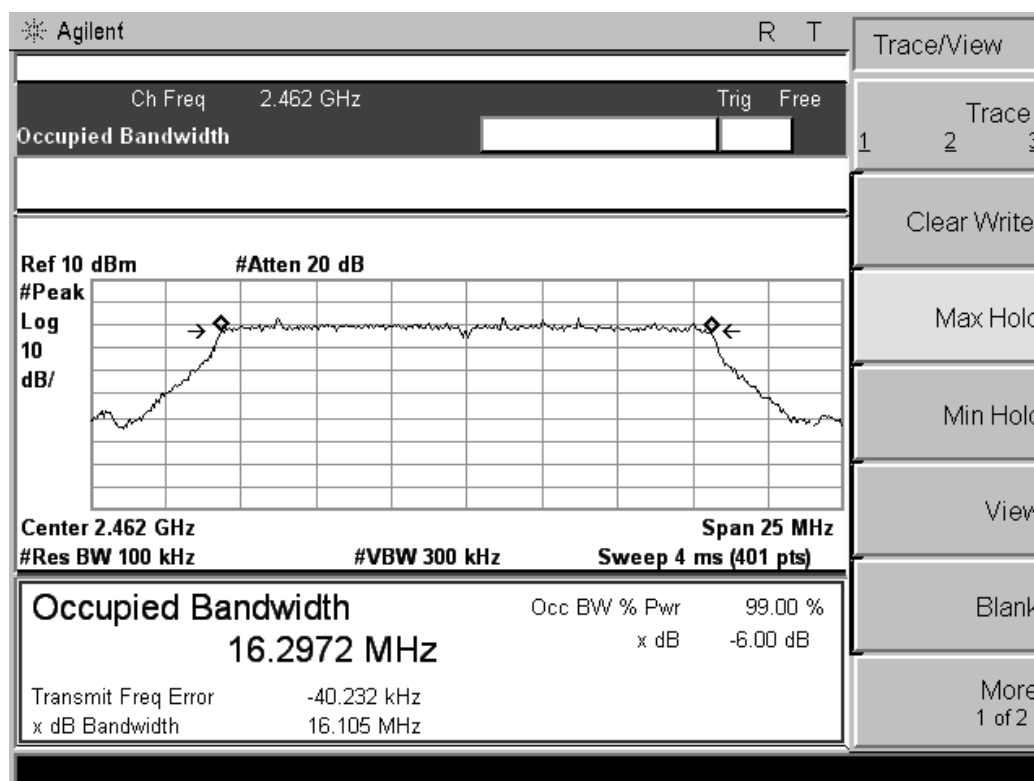 Agilent R T
Ch Freq 2.462 GHz Trig Free
Occupied Bandwidth
Ref 10 dBm #Atten 20 dB
#Peak
Log
10
dB/
Center 2.462 GHz Span 25 MHz
#Res BW 100 kHz #VBW 300 kHz Sweep 4 ms (401 pts)
Occupied Bandwidth
16.2972 MHz
Occ BW % Pwr 99.00 %
x dB -6.00 dB
Transmit Freq Error -40.232 kHz
x dB Bandwidth 16.105 MHz
Trace/View
Trace
1 2 3
Clear Write
Max Hold
Min Hold
View
Blank
More
1 of 2